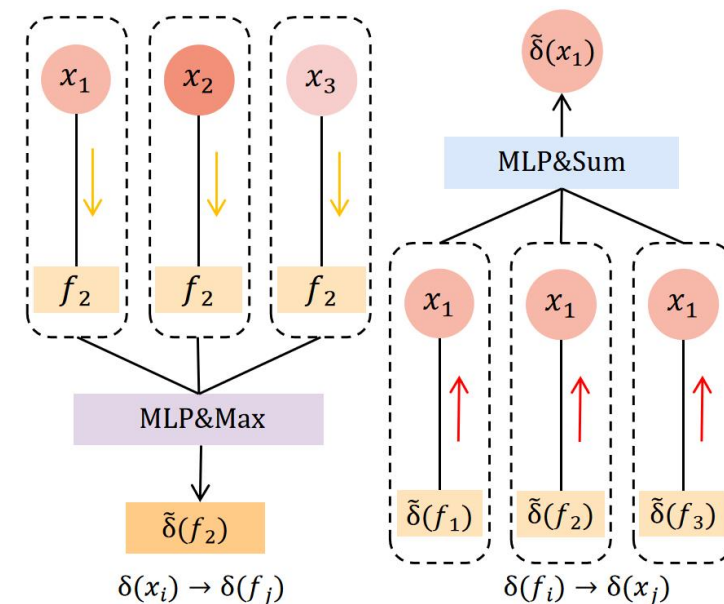 x₁ x₂ x₃
f₂ f₂ f₂
MLP&Max
δ̃(f₂)
δ(xᵢ) → δ(fⱼ)
δ̃(x₁)
MLP&Sum
x₁ x₁ x₁
δ̃(f₁) δ̃(f₂) δ̃(f₃)
δ(fᵢ) → δ(xⱼ)